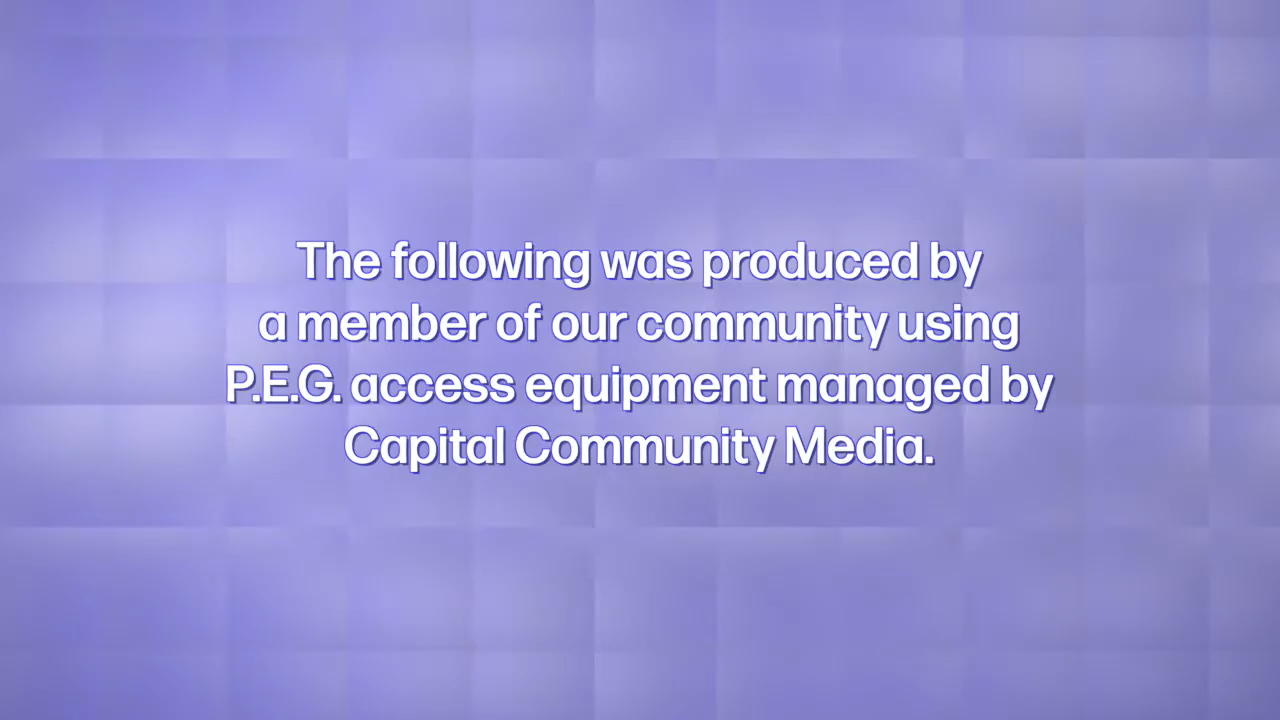 The following was produced by
a member of our community using
P.E.G. access equipment managed by
Capital Community Media.